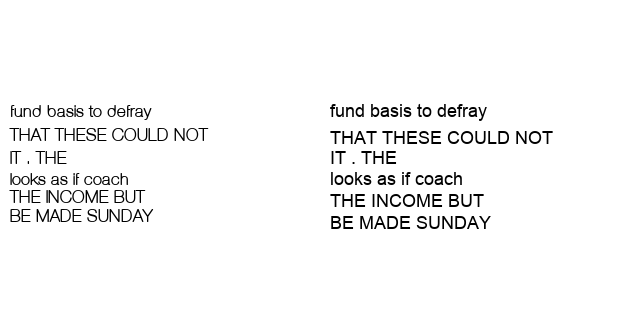 fund basis to defray
THAT THESE COULD NOT
IT . THE
looks as if coach
THE INCOME BUT
BE MADE SUNDAY
fund basis to defray
THAT THESE COULD NOT
IT . THE
looks as if coach
THE INCOME BUT
BE MADE SUNDAY